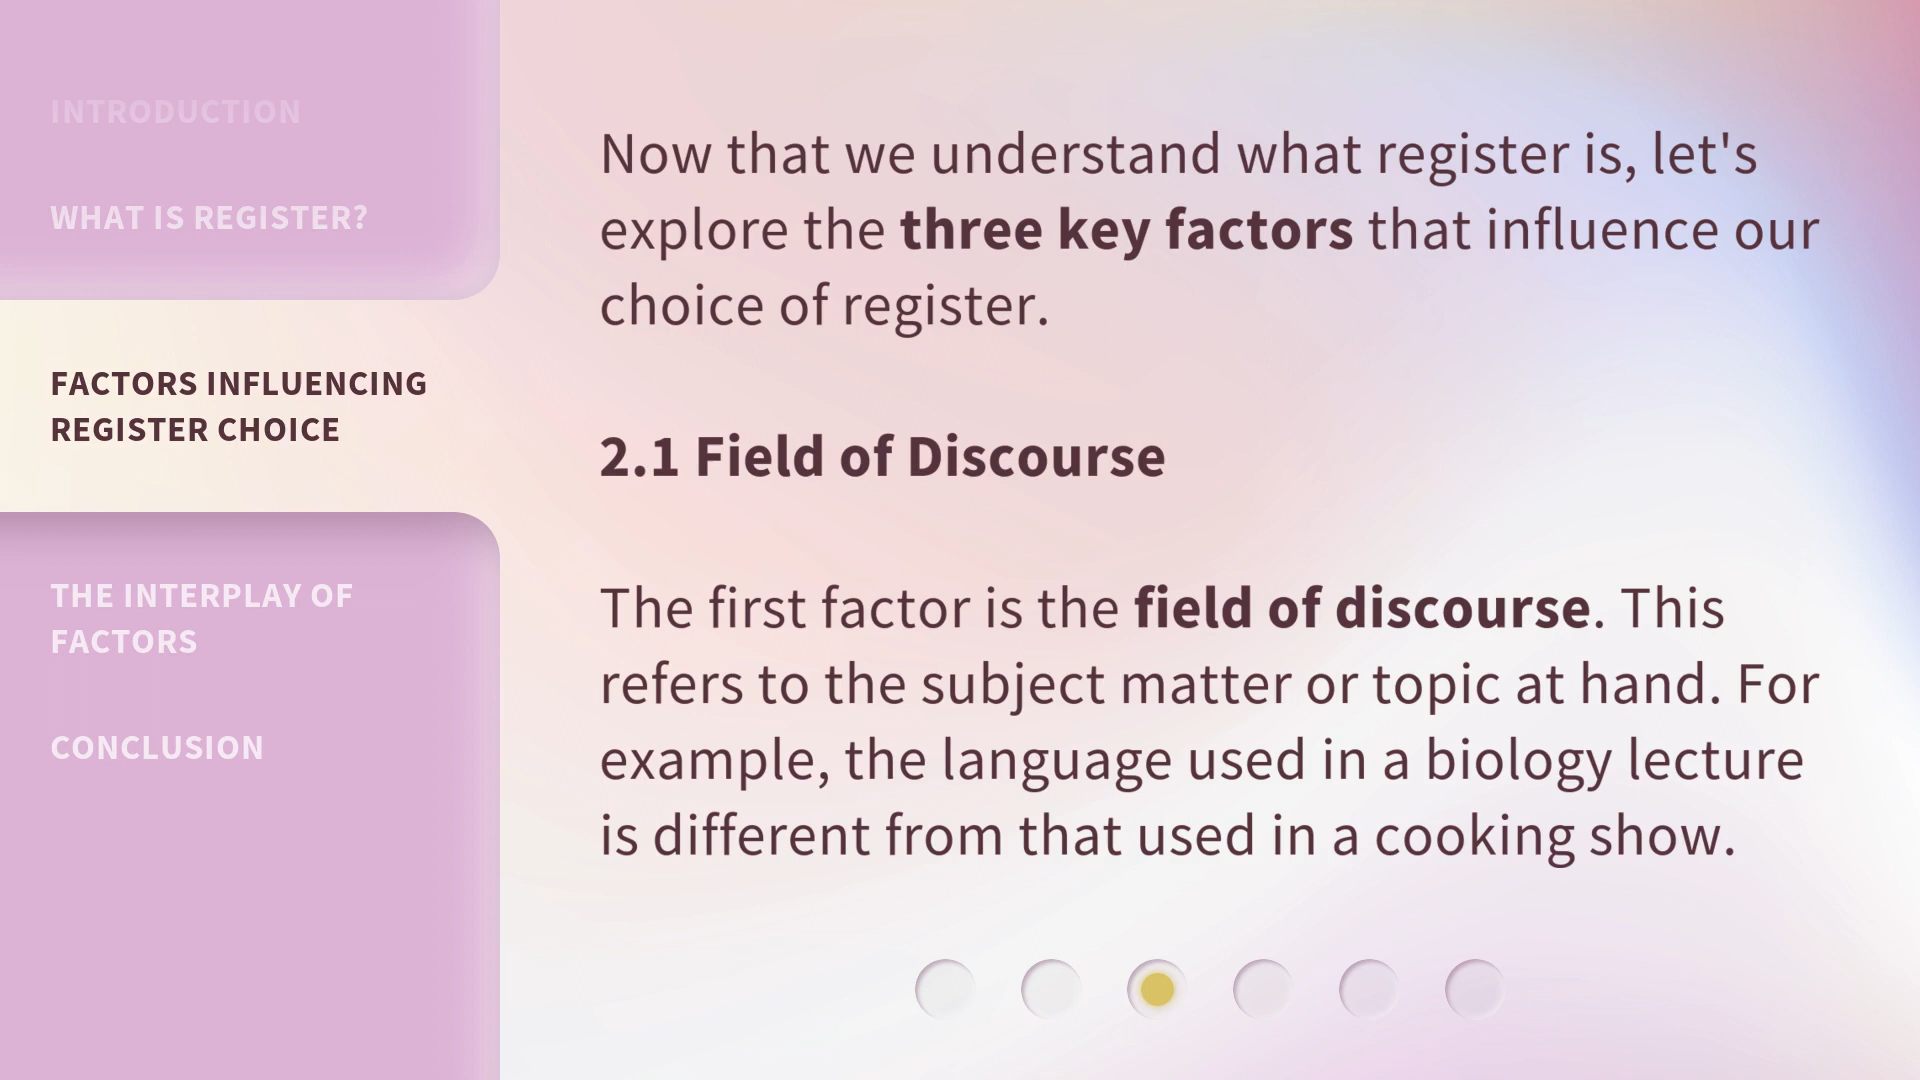 INTRODUCTION
WHAT IS REGISTER?
FACTORS INFLUENCING
REGISTER CHOICE
THE INTERPLAY OF
FACTORS
CONCLUSION
Now that we understand what register is, let's
explore the three key factors that influence our
choice of register.
2.1 Field of Discourse
The first factor is the field of discourse. This
refers to the subject matter or topic at hand. For
example, the language used in a biology lecture
is different from that used in a cooking show.